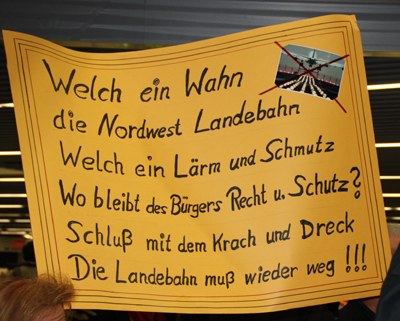 Welch ein Wahn
die Nordwest Landebahn
Welch ein Lärm und Schmutz
Wo bleibt des Bürgers Recht u. Schutz?
Schluß mit dem Krach und Dreck
Die Landebahn muß wieder weg !!!